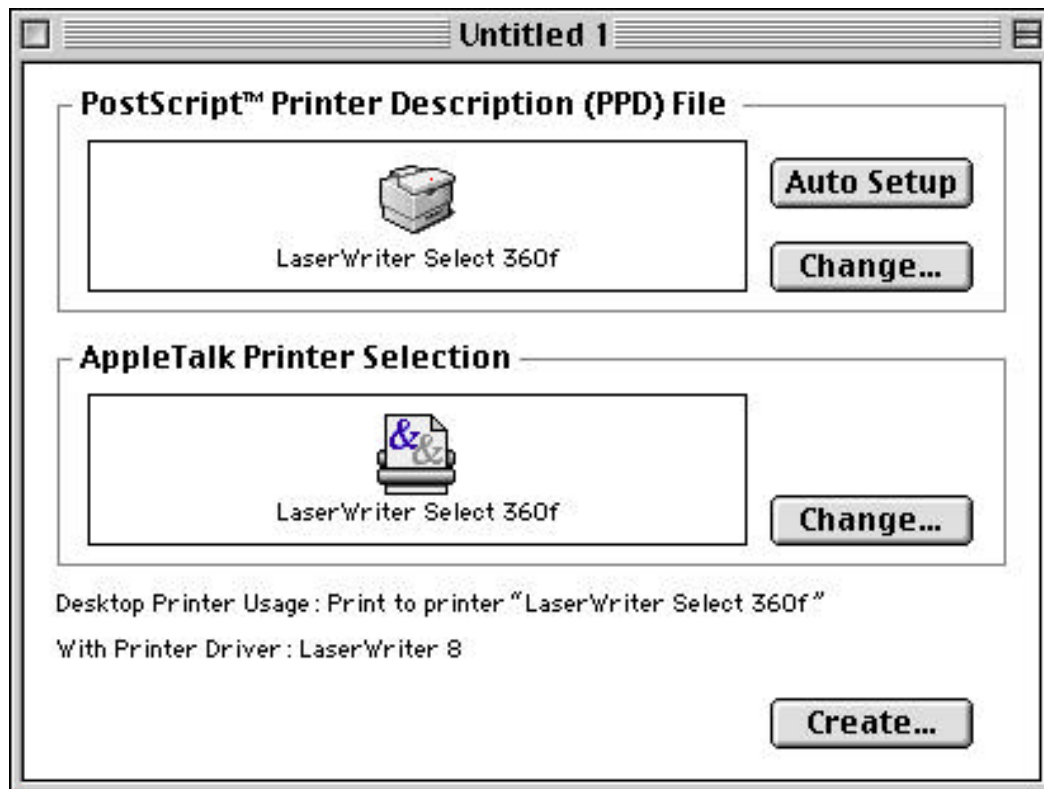 Untitled 1
PostScript™ Printer Description (PPD) File
Auto Setup
LaserWriter Select 360f
Change...
AppleTalk Printer Selection
&&
LaserWriter Select 360f
Change...
Desktop Printer Usage : Print to printer “LaserWriter Select 360f”
With Printer Driver : LaserWriter 8
Create...